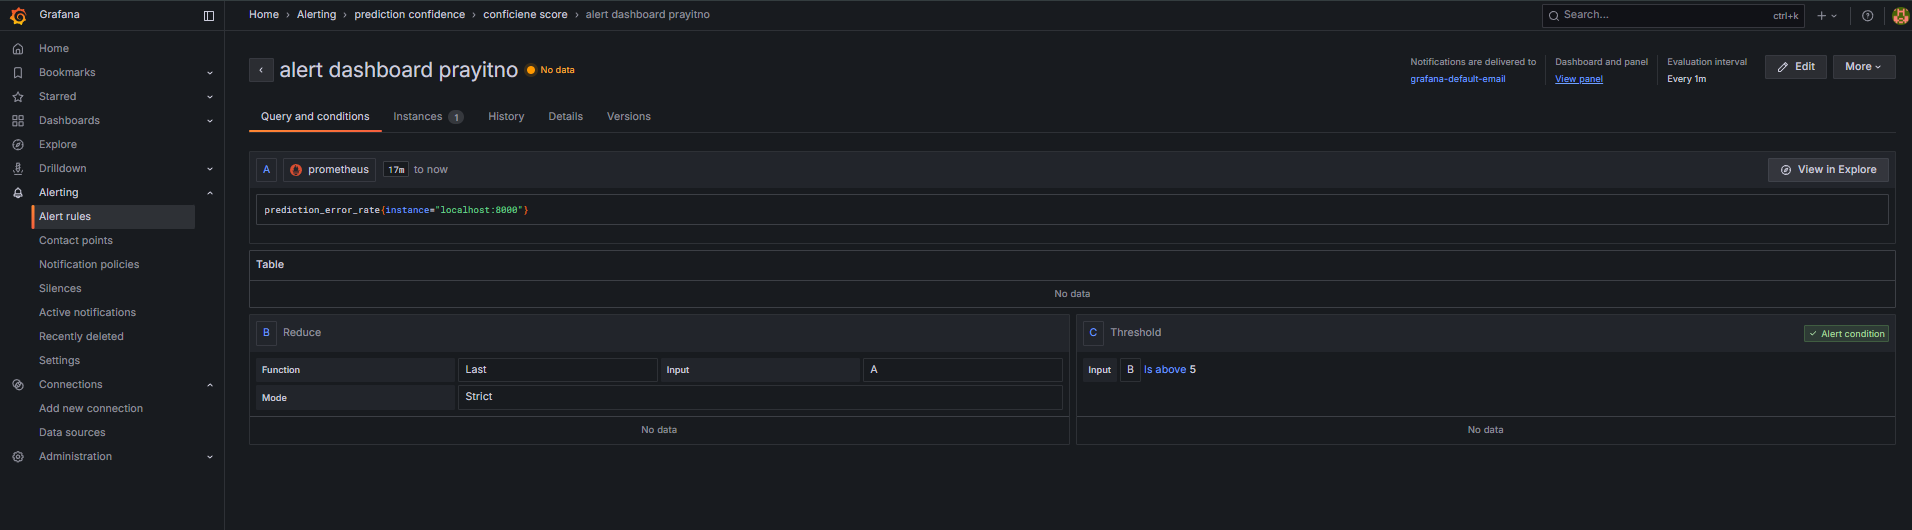 Grafana
Home › Alerting › prediction confidence › conficiene score › alert dashboard prayitno
Search...
ctrl+k
Home
Bookmarks
Starred
Dashboards
Explore
Drilldown
Alerting
Alert rules
Contact points
Notification policies
Silences
Active notifications
Recently deleted
Settings
Connections
Add new connection
Data sources
Administration
alert dashboard prayitno
No data
Notifications are delivered to
grafana-default-email
Dashboard and panel
View panel
Evaluation interval
Every 1m
Edit
More
Query and conditions
Instances 1
History
Details
Versions
A
prometheus
17m to now
View in Explore
prediction_error_rate{instance="localhost:8000"}
Table
No data
B Reduce
Function Last
Input A
Mode Strict
No data
C Threshold
Alert condition
Input B Is above 5
No data